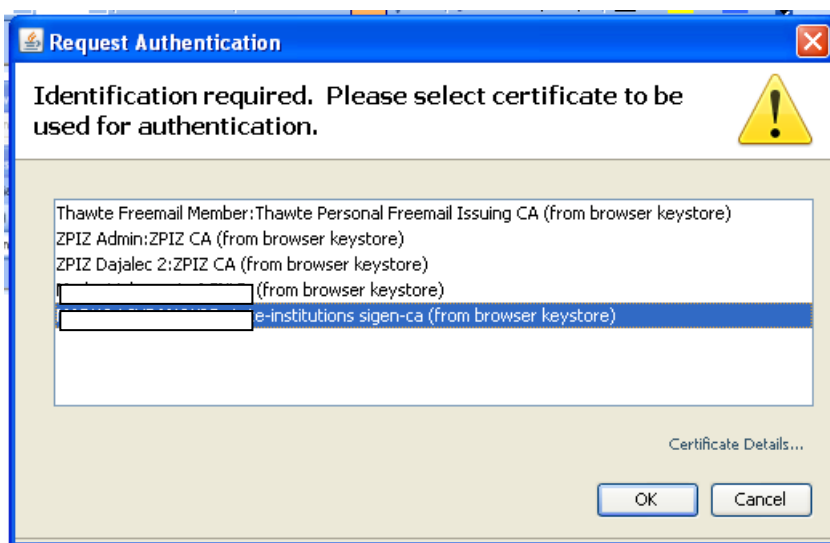 Request Authentication
Identification required. Please select certificate to be
used for authentication.
Thawte Freemail Member:Thawte Personal Freemail Issuing CA (from browser keystore)
ZPIZ Admin:ZPIZ CA (from browser keystore)
ZPIZ Dajalec 2:ZPIZ CA (from browser keystore)
(from browser keystore)
e-institutions sigen-ca (from browser keystore)
Certificate Details...
OK Cancel